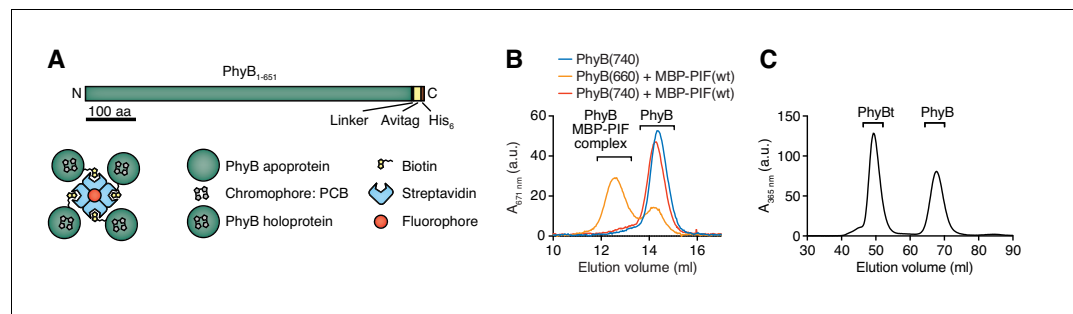 A
PhyB1-651
N
C
100 aa
Linker
Avitag
His6
PhyB apoprotein
Chromophore: PCB
PhyB holoprotein
Biotin
Streptavidin
Fluorophore
B
PhyB(740)
PhyB(660) + MBP-PIF(wt)
PhyB(740) + MBP-PIF(wt)
PhyB
MBP-PIF
complex
PhyB
A671 nm (a.u.)
60
40
20
0
10
12
14
16
Elution volume (ml)
C
PhyBt
PhyB
A365 nm (a.u.)
150
100
50
0
30
40
50
60
70
80
90
Elution volume (ml)